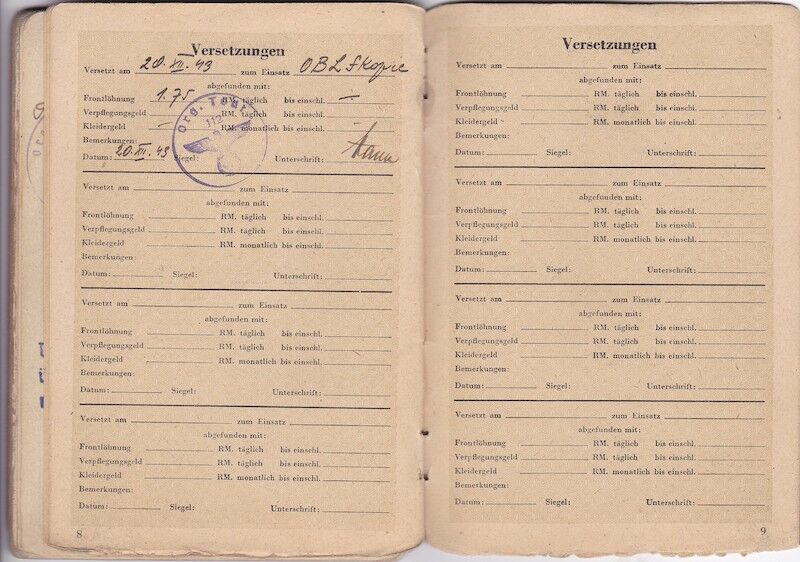 Versetzungen
Versetzt am 20.XII.43 zum Einsatz OBL
abgefunden mit:
Frontlöhnung 1.75 RM. täglich bis einschl. —
Verpflegungsgeld RM. täglich bis einschl.
Kleidergeld – RM. monatlich bis einschl.
Bemerkungen:
Datum: 20.XII.43 Siegel: Unterschrift:
Org. Todt
112
Versetzt am zum Einsatz
abgefunden mit:
Frontlöhnung RM. täglich bis einschl.
Verpflegungsgeld RM. täglich bis einschl.
Kleidergeld RM. monatlich bis einschl.
Bemerkungen:
Datum: Siegel: Unterschrift:
Versetzt am zum Einsatz
abgefunden mit:
Frontlöhnung RM. täglich bis einschl.
Verpflegungsgeld RM. täglich bis einschl.
Kleidergeld RM. monatlich bis einschl.
Bemerkungen:
Datum: Siegel: Unterschrift:
Versetzt am zum Einsatz
abgefunden mit:
Frontlöhnung RM. täglich bis einschl.
Verpflegungsgeld RM. täglich bis einschl.
Kleidergeld RM. monatlich bis einschl.
Bemerkungen:
Datum: Siegel: Unterschrift:
8
Versetzungen
Versetzt am zum Einsatz
abgefunden mit:
Frontlöhnung RM. täglich bis einschl.
Verpflegungsgeld RM. täglich bis einschl.
Kleidergeld RM. monatlich bis einschl.
Bemerkungen:
Datum: Siegel: Unterschrift:
Versetzt am zum Einsatz
abgefunden mit:
Frontlöhnung RM. täglich bis einschl.
Verpflegungsgeld RM. täglich bis einschl.
Kleidergeld RM. monatlich bis einschl.
Bemerkungen:
Datum: Siegel: Unterschrift:
Versetzt am zum Einsatz
abgefunden mit:
Frontlöhnung RM. täglich bis einschl.
Verpflegungsgeld RM. täglich bis einschl.
Kleidergeld RM. monatlich bis einschl.
Bemerkungen:
Datum: Siegel: Unterschrift:
Versetzt am zum Einsatz
abgefunden mit:
Frontlöhnung RM. täglich bis einschl.
Verpflegungsgeld RM. täglich bis einschl.
Kleidergeld RM. monatlich bis einschl.
Bemerkungen:
Datum: Siegel: Unterschrift:
9